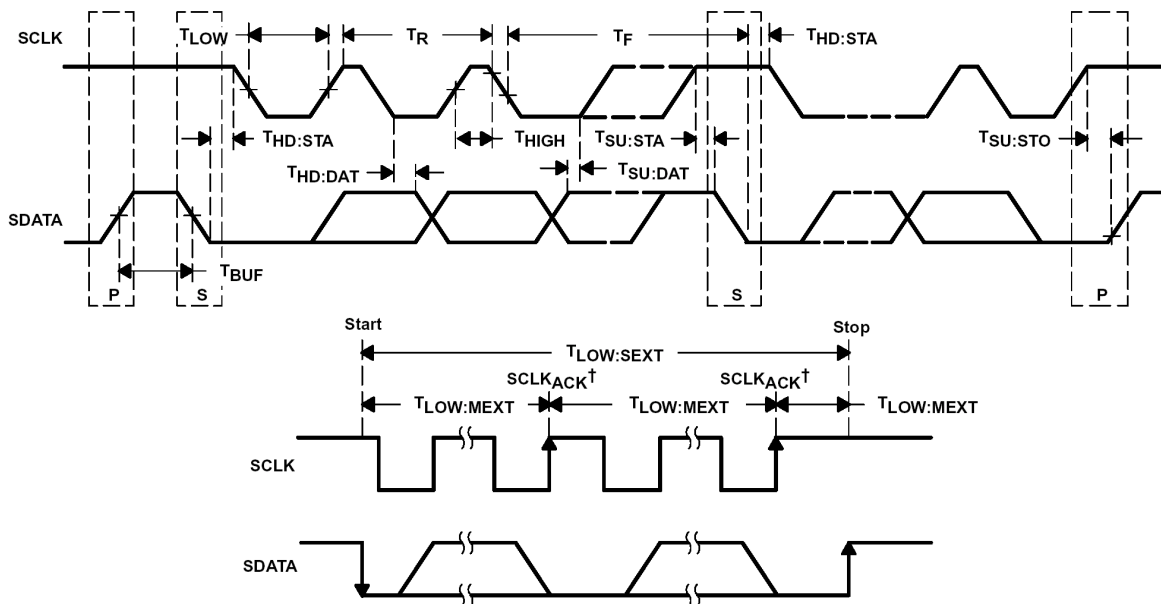 SCLK
TLOW
TR
TF
THD:STA
THD:STA
THIGH
TSU:STA
TSU:STO
THD:DAT
TSU:DAT
SDATA
TBUF
P
S
S
P
Start
Stop
TLOW:SEXT
SCLKACK†
SCLKACK†
TLOW:MEXT
TLOW:MEXT
TLOW:MEXT
SCLK
SDATA